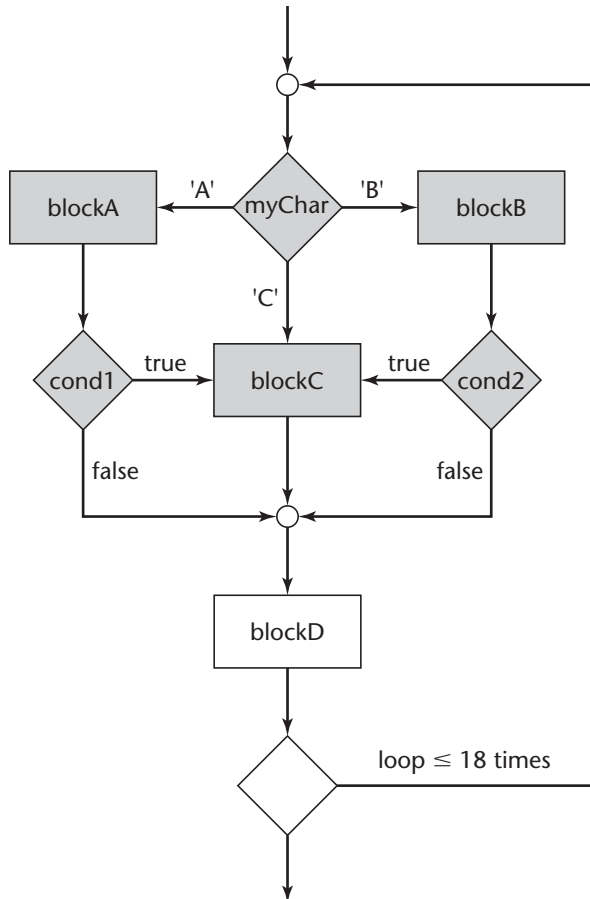 'A'
'B'
blockA
myChar
blockB
'C'
true
true
cond1
blockC
cond2
false
false
blockD
loop ≤ 18 times